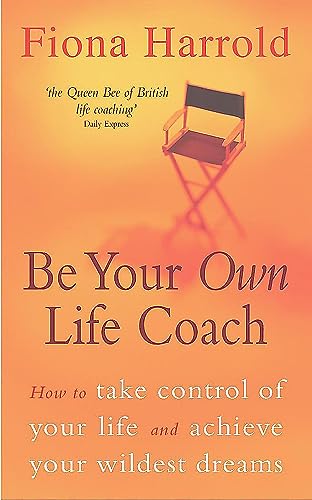 Fiona Harrold
‘the Queen Bee of British
life coaching’
Daily Express
Be Your Own
Life Coach
How to take control of
your life and achieve
your wildest dreams